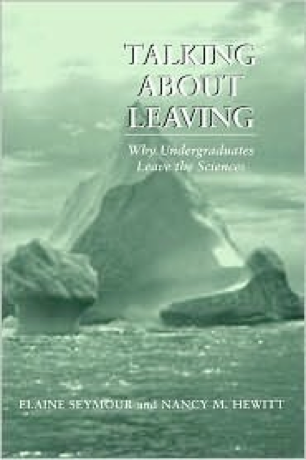 TALKING
ABOUT
LEAVING
Why Undergraduates
Leave the Sciences
ELAINE SEYMOUR and NANCY M. HEWITT